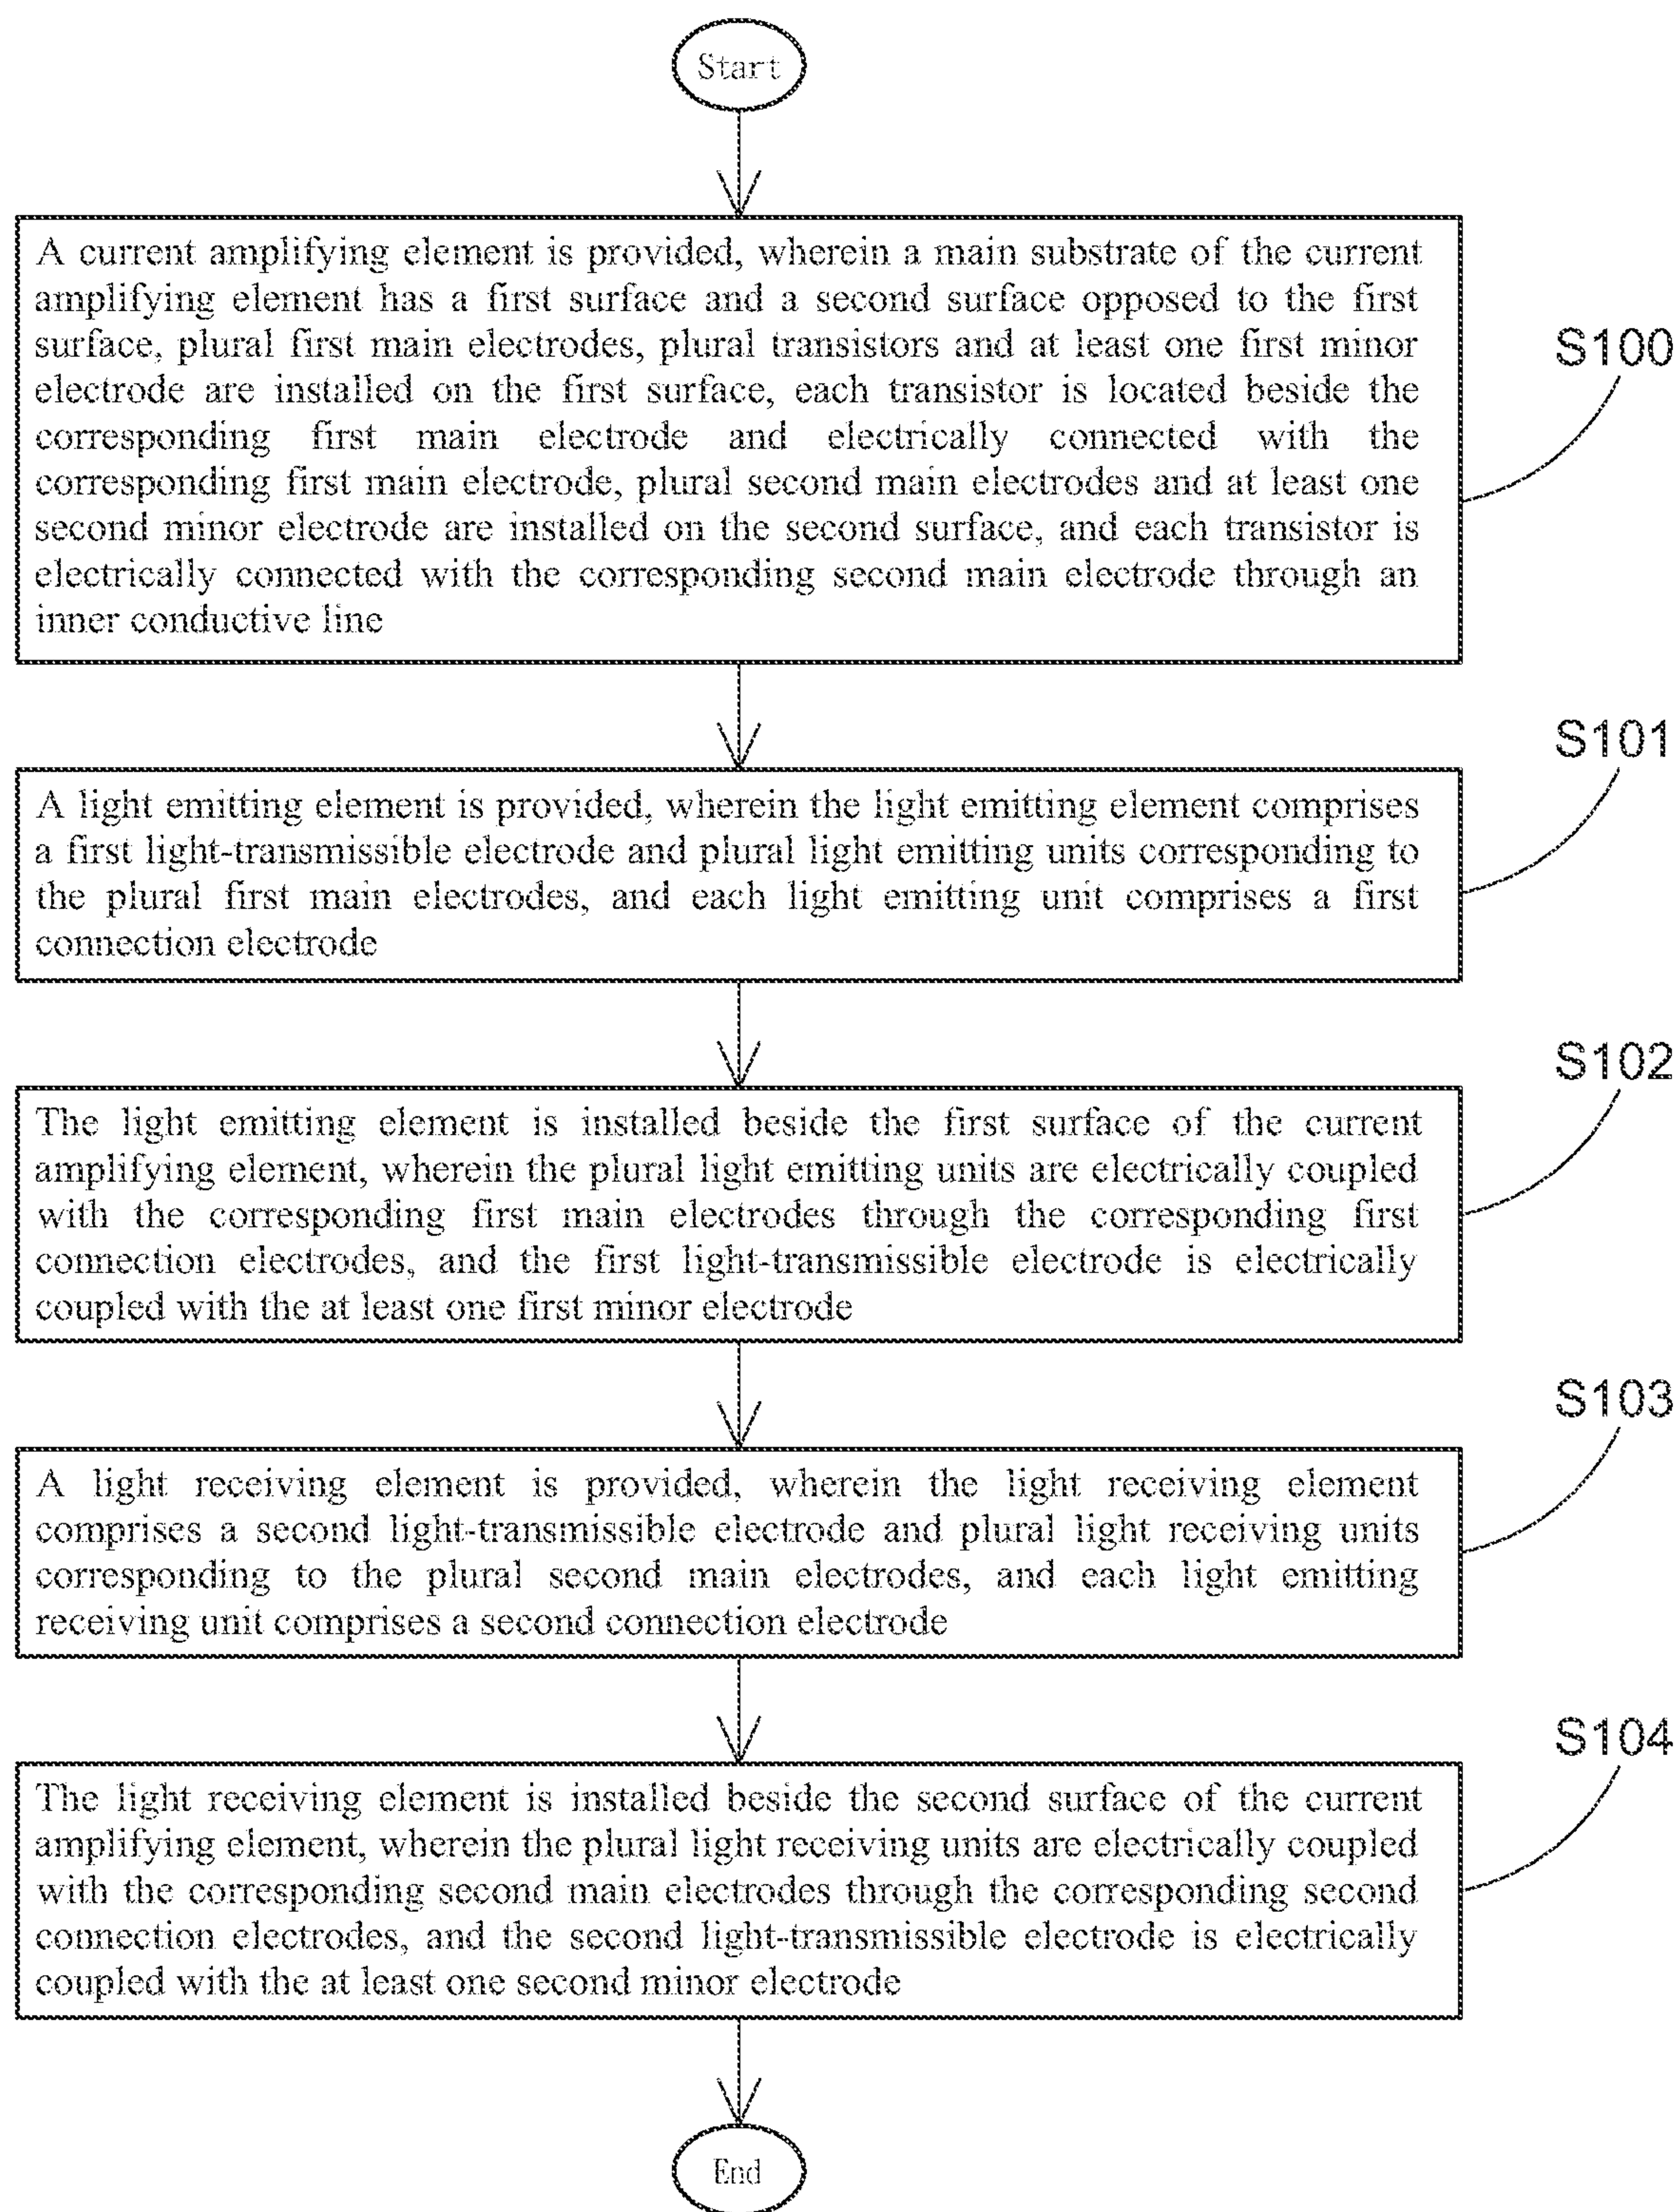 Start
A current amplifying element is provided, wherein a main substrate of the current
amplifying element has a first surface and a second surface opposed to the first
surface, plural first main electrodes, plural transistors and at least one first minor
electrode are installed on the first surface, each transistor is located beside the
corresponding first main electrode and electrically connected with the
corresponding first main electrode, plural second main electrodes and at least one
second minor electrode are installed on the second surface, and each transistor is
electrically connected with the corresponding second main electrode through an
inner conductive line
S100
A light emitting element is provided, wherein the light emitting element comprises
a first light-transmissible electrode and plural light emitting units corresponding to
the plural first main electrodes, and each light emitting unit comprises a first
connection electrode
S101
The light emitting element is installed beside the first surface of the current
amplifying element, wherein the plural light emitting units are electrically coupled
with the corresponding first main electrodes through the corresponding first
connection electrodes, and the first light-transmissible electrode is electrically
coupled with the at least one first minor electrode
S102
A light receiving element is provided, wherein the light receiving element
comprises a second light-transmissible electrode and plural light receiving units
corresponding to the plural second main electrodes, and each light emitting
receiving unit comprises a second connection electrode
S103
The light receiving element is installed beside the second surface of the current
amplifying element, wherein the plural light receiving units are electrically coupled
with the corresponding second main electrodes through the corresponding second
connection electrodes, and the second light-transmissible electrode is electrically
coupled with the at least one second minor electrode
S104
End